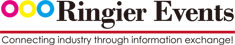 Ringier Events
Connecting industry through information exchange!